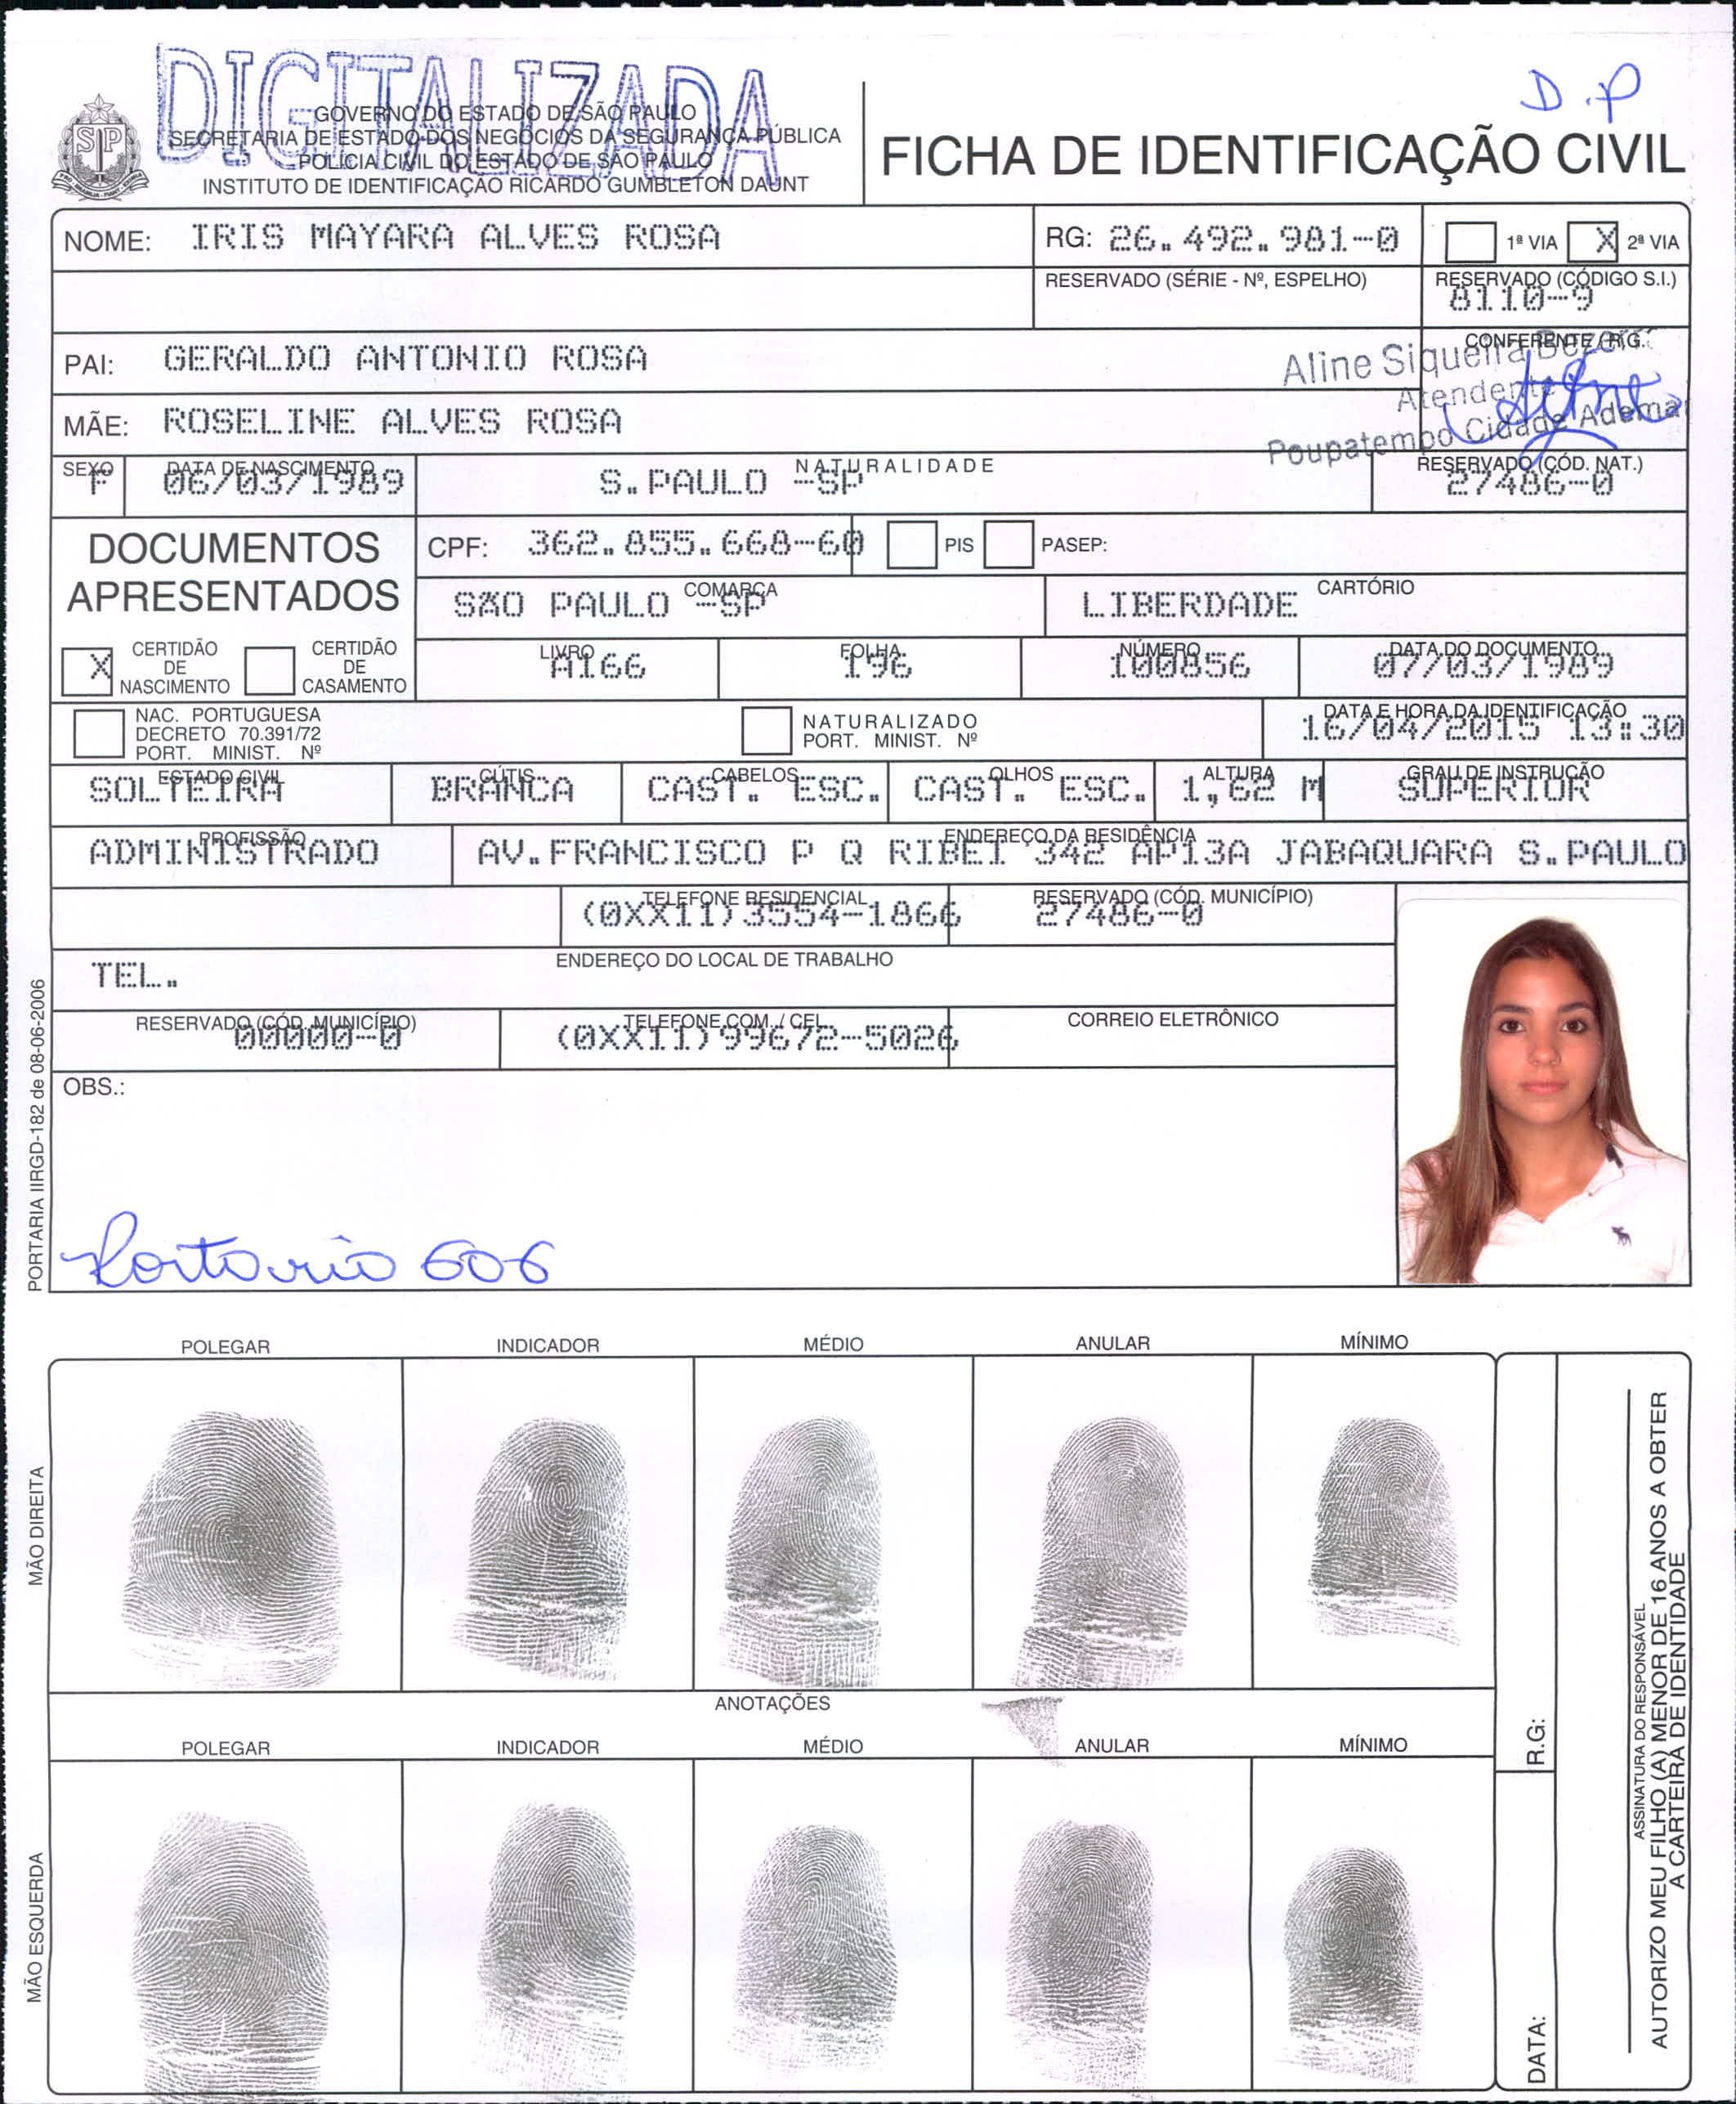 DIGITALIZADA
D.P
GOVERNO DO ESTADO DE SÃO PAULO
SECRETARIA DE ESTADO DOS NEGÓCIOS DA SEGURANÇA PÚBLICA
POLÍCIA CIVIL DO ESTADO DE SÃO PAULO
INSTITUTO DE IDENTIFICAÇÃO RICARDO GUMBLETON DAUNT
FICHA DE IDENTIFICAÇÃO CIVIL
NOME: IRIS MAYARA ALVES ROSA RG: 26.492.981-0 1ª VIA X 2ª VIA
RESERVADO (SÉRIE - Nº, ESPELHO) RESERVADO (CÓDIGO S.I.)
8110-9
CONFERENTE / R.G.
PAI: GERALDO ANTONIO ROSA
Aline Siqueira
Atendente
Poupatempo Cidade Ademar
MÃE: ROSELINE ALVES ROSA
SEXO DATA DE NASCIMENTO NATURALIDADE RESERVADO (CÓD. NAT.)
F 06/03/1989 S.PAULO -SP 27486-0
DOCUMENTOS
APRESENTADOS
CPF: 362.855.668-60 PIS PASEP:
COMARCA CARTÓRIO
SÃO PAULO -SP LIBERDADE
X CERTIDÃO DE NASCIMENTO CERTIDÃO DE CASAMENTO
LIVRO FOLHA NÚMERO DATA DO DOCUMENTO
A166 196 100856 07/03/1989
NAC. PORTUGUESA
DECRETO 70.391/72
PORT. MINIST. Nº
NATURALIZADO
PORT. MINIST. Nº
DATA E HORA DA IDENTIFICAÇÃO
16/04/2015 13:30
ESTADO CIVIL CÚTIS CABELOS OLHOS ALTURA GRAU DE INSTRUÇÃO
SOLTEIRA BRANCA CAST. ESC. CAST. ESC. 1,62 M SUPERIOR
PROFISSÃO ENDEREÇO DA RESIDÊNCIA
ADMINISTRADO AV.FRANCISCO P Q RIBEI 342 AP13A JABAQUARA S.PAULO
TELEFONE RESIDENCIAL RESERVADO (CÓD. MUNICÍPIO)
(0XX11)3554-1866 27486-0
ENDEREÇO DO LOCAL DE TRABALHO
TEL.
RESERVADO (CÓD. MUNICÍPIO) TELEFONE COM. / CEL. CORREIO ELETRÔNICO
00000-0 (0XX11)99672-5026
OBS.:
606
PORTARIA IIRGD-182 de 08-06-2006
POLEGAR INDICADOR MÉDIO ANULAR MÍNIMO
MÃO DIREITA
ANOTAÇÕES
POLEGAR INDICADOR MÉDIO ANULAR MÍNIMO
MÃO ESQUERDA
R.G:
DATA:
ASSINATURA DO RESPONSÁVEL
AUTORIZO MEU FILHO (A) MENOR DE 16 ANOS A OBTER
A CARTEIRA DE IDENTIDADE